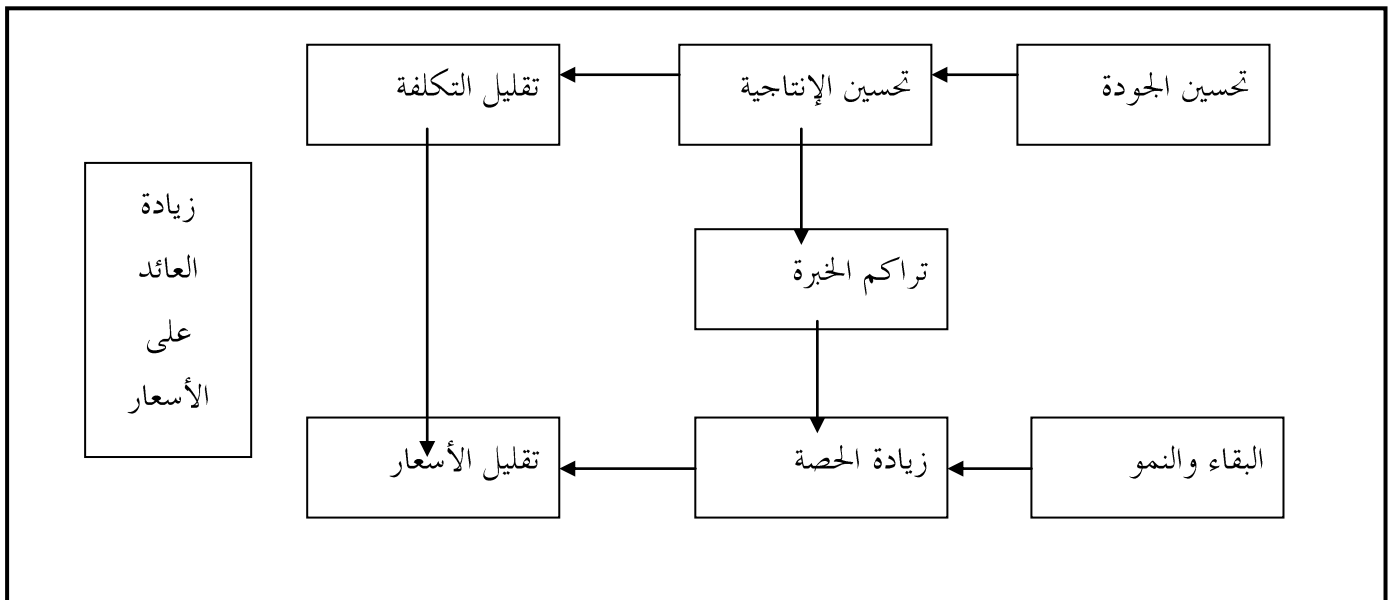 تحسين الجودة
تحسين الإنتاجية
تقليل التكلفة
زيادة
العائد
على
الأسعار
تراكم الخبرة
البقاء والنمو
زيادة الحصة
تقليل الأسعار